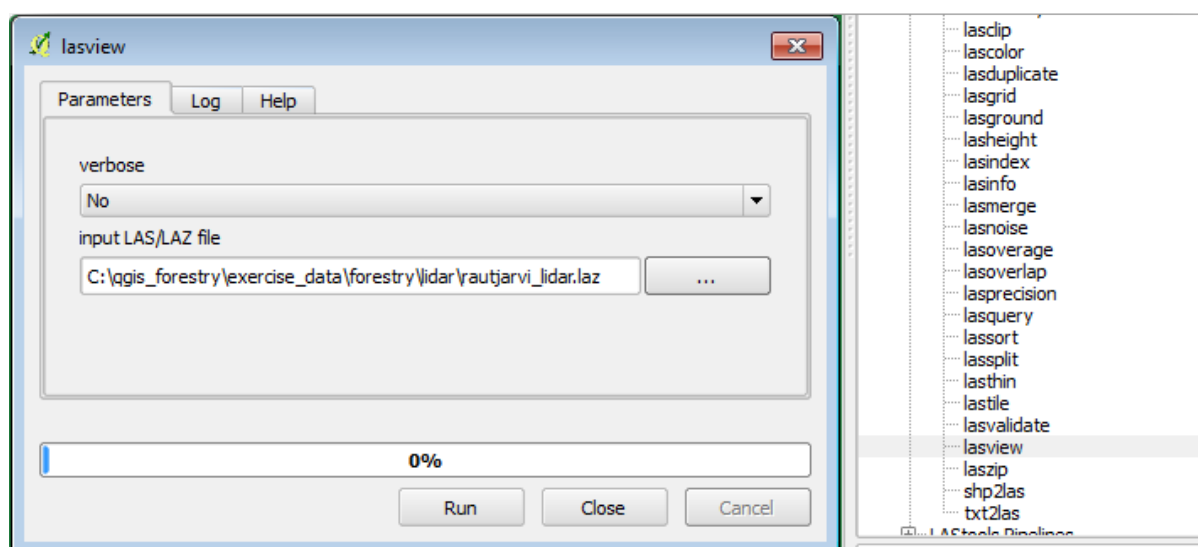 lasview
Parameters Log Help
verbose
No
input LAS/LAZ file
C:\qgis_forestry\exercise_data\forestry\lidar\rautjarvi_lidar.laz ...
0%
Run Close Cancel
lasclip
lascolor
lasduplicate
lasgrid
lasground
lasheight
lasindex
lasinfo
lasmerge
lasnoise
lasoverage
lasoverlap
lasprecision
lasquery
lassort
lassplit
lasthin
lastile
lasvalidate
lasview
laszip
shp2las
txt2las
LAStools Pipelines